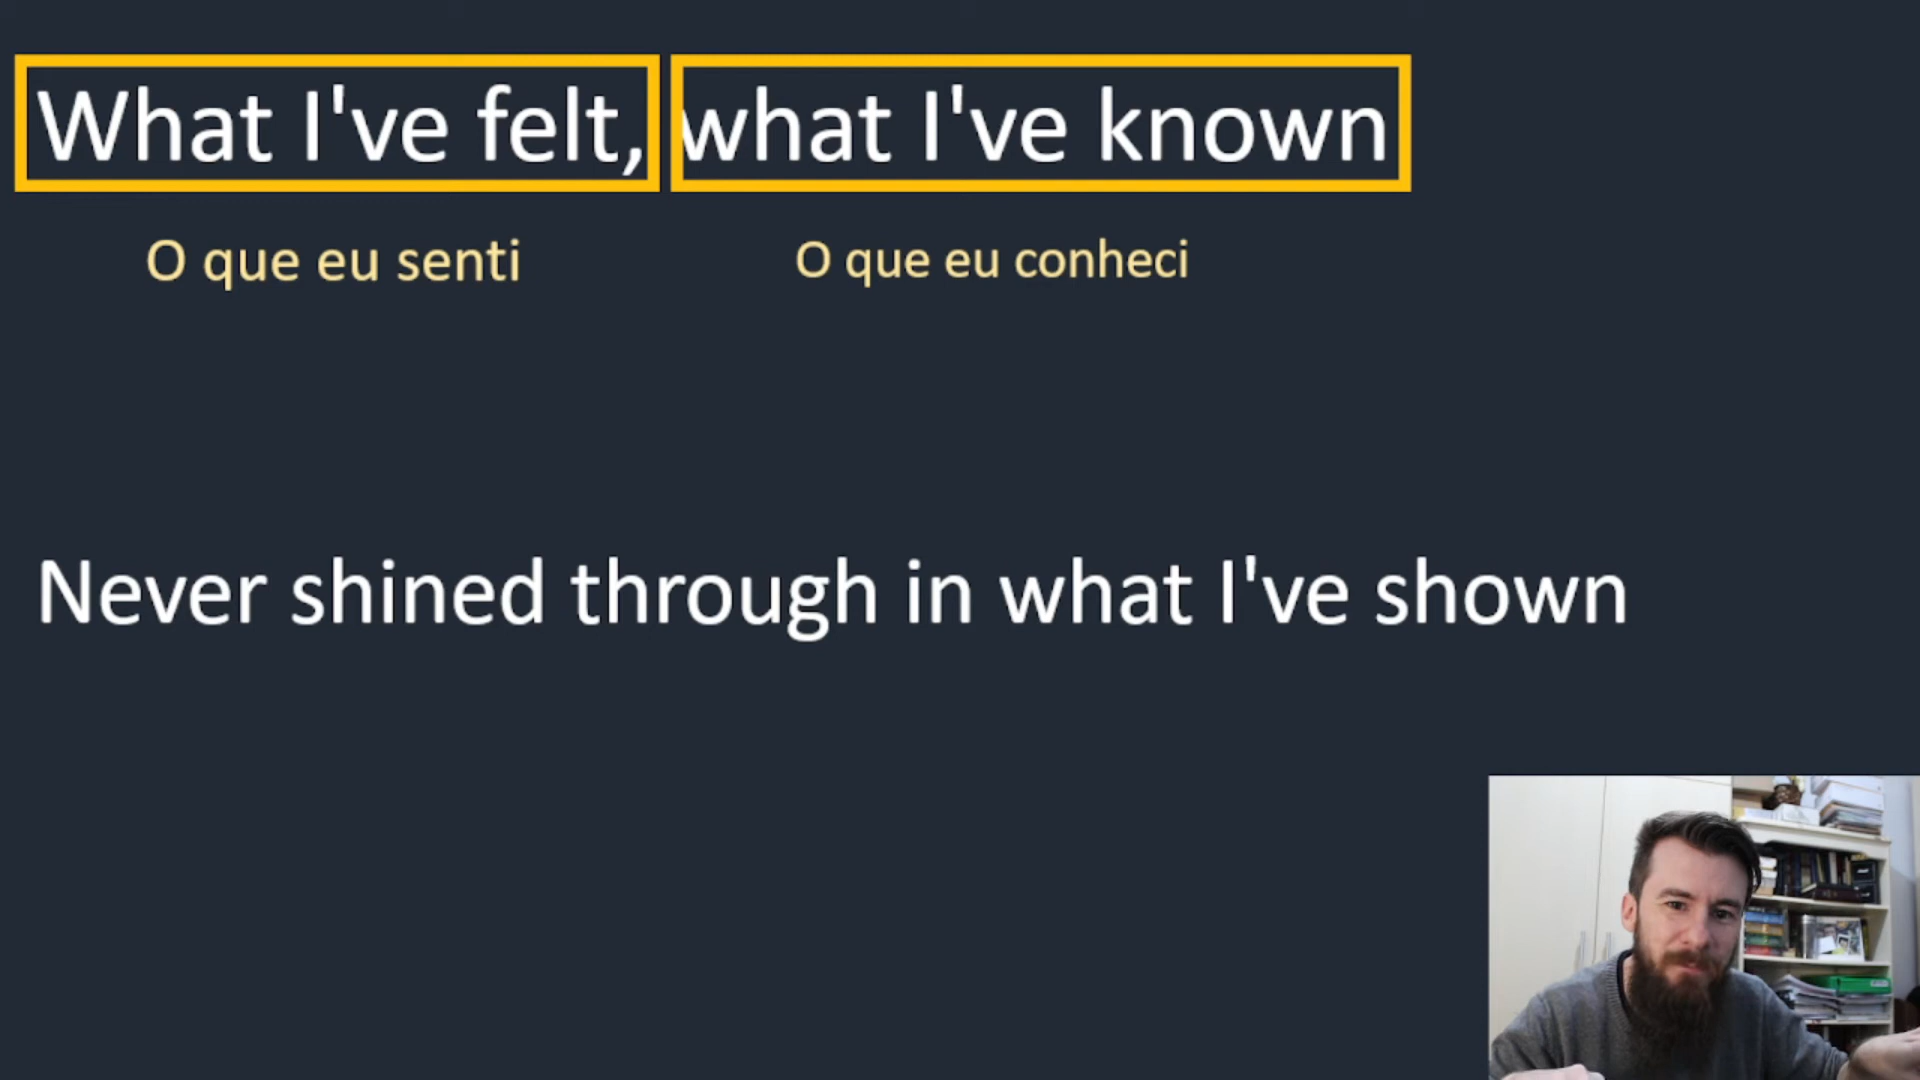 What I've felt, what I've known
O que eu senti O que eu conheci
Never shined through in what I've shown